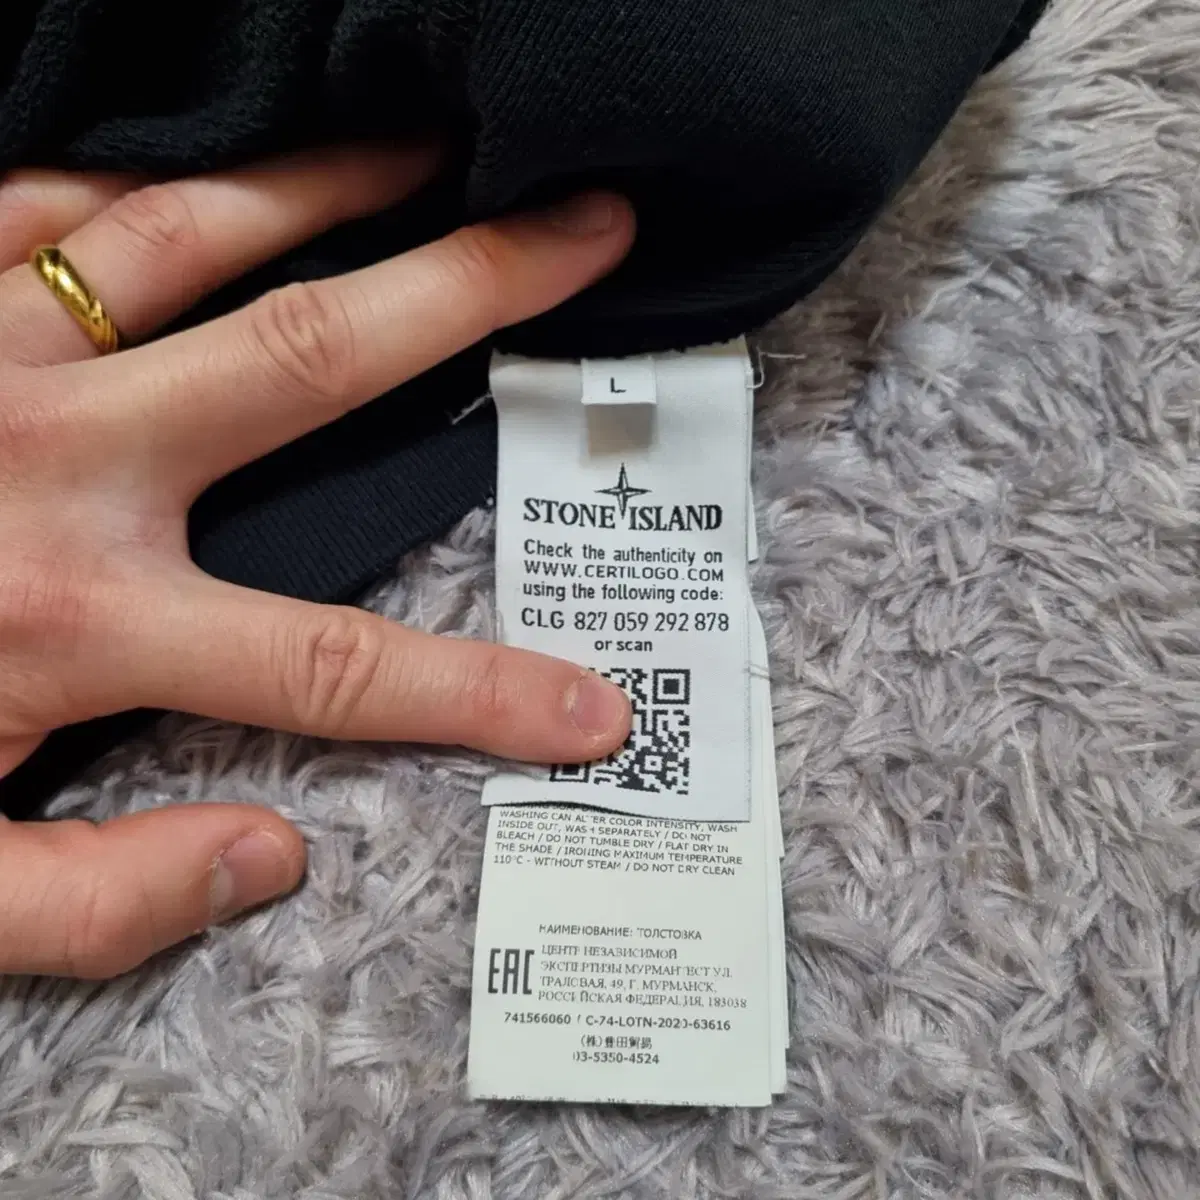 L
STONE ISLAND
Check the authenticity on
WWW.CERTILOGO.COM
using the following code:
CLG 827 059 292 878
or scan
WASHING CAN ALTER COLOR INTENSITY, WASH
INSIDE OUT, WASH SEPARATELY / DO NOT
BLEACH / DO NOT TUMBLE DRY / FLAT DRY IN
THE SHADE / IRONING MAXIMUM TEMPERATURE
110°C - WITHOUT STEAM / DO NOT DRY CLEAN
НАИМЕНОВАНИЕ: ТОЛСТОВКА
EAC
ЦЕНТР НЕЗАВИСИМОЙ
ЭКСПЕРТИЗЫ МУРМАНТЕСТ УЛ.
ТРАЛОВАЯ, 49, Г. МУРМАНСК,
РОССИЙСКАЯ ФЕДЕРАЦИЯ, 183038
741566060 / C-74-LOTN-2020-63616
(株)豊田貿易
03-5350-4524